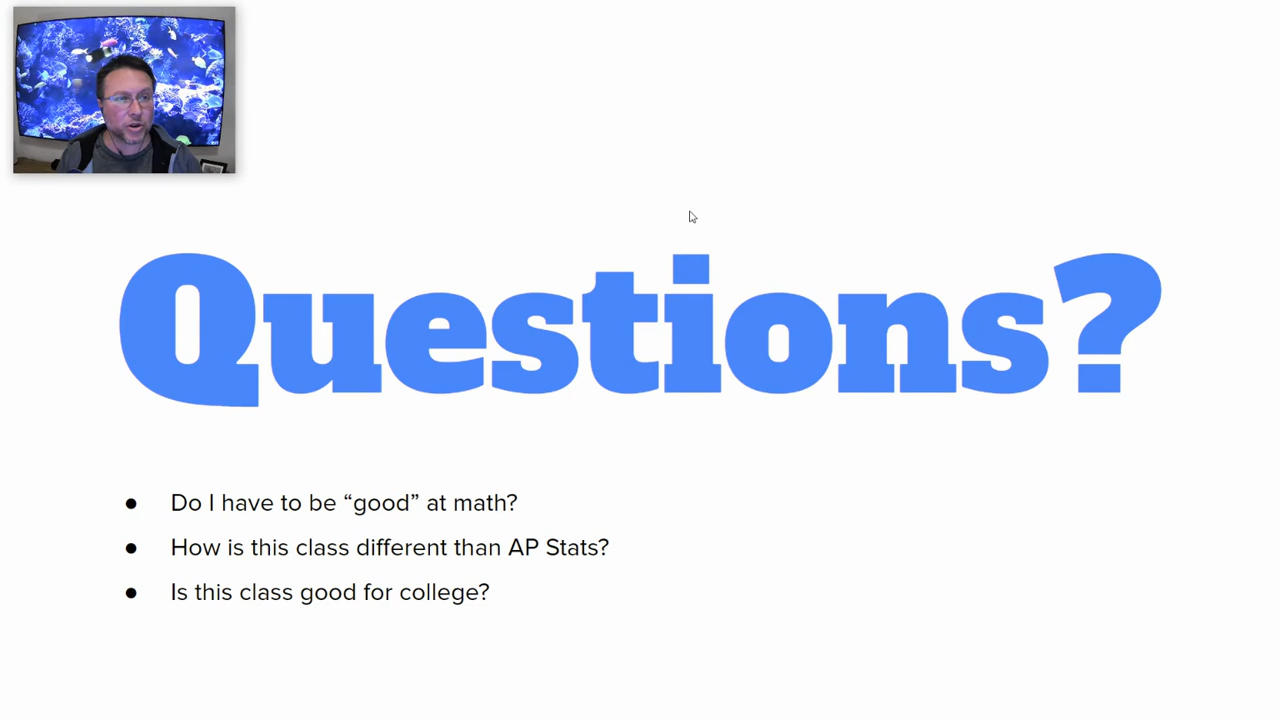 Questions?
● Do I have to be “good” at math?
● How is this class different than AP Stats?
● Is this class good for college?